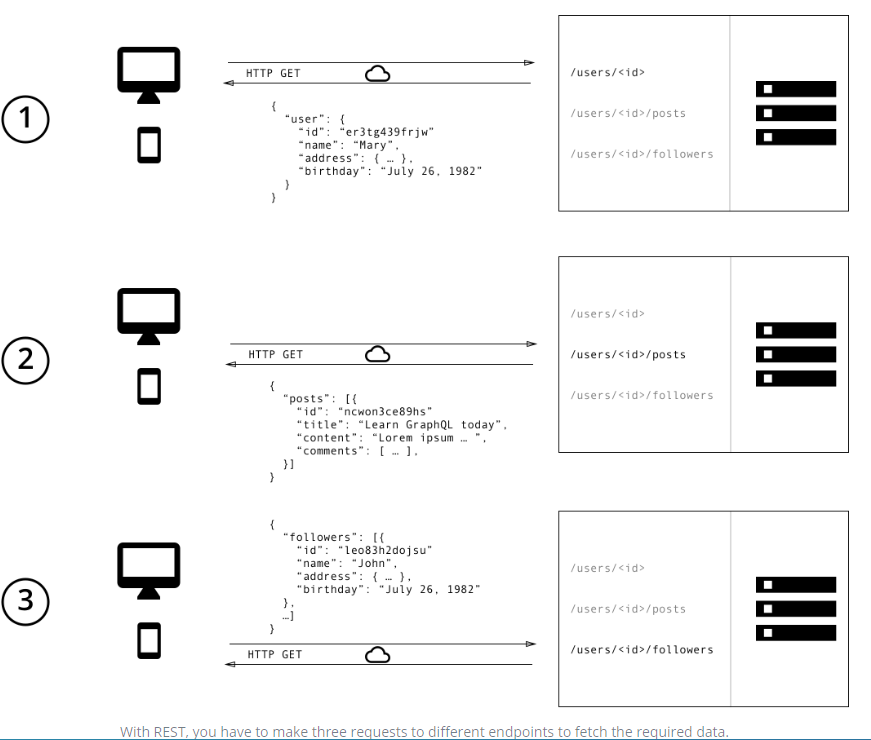 1
HTTP GET
{
“user”: {
“id”: “er3tg439frjw”
“name”: “Mary”,
“address”: { … },
“birthday”: “July 26, 1982”
}
}
/users/<id>
/users/<id>/posts
/users/<id>/followers
2
HTTP GET
{
“posts”: [{
“id”: “ncwon3ce89hs”
“title”: “Learn GraphQL today”,
“content”: “Lorem ipsum … ”,
“comments”: [ … ],
}]
}
/users/<id>
/users/<id>/posts
/users/<id>/followers
3
{
“followers”: [{
“id”: “leo83h2dojsu”
“name”: “John”,
“address”: { … },
“birthday”: “July 26, 1982”
},
…]
}
HTTP GET
/users/<id>
/users/<id>/posts
/users/<id>/followers
With REST, you have to make three requests to different endpoints to fetch the required data.